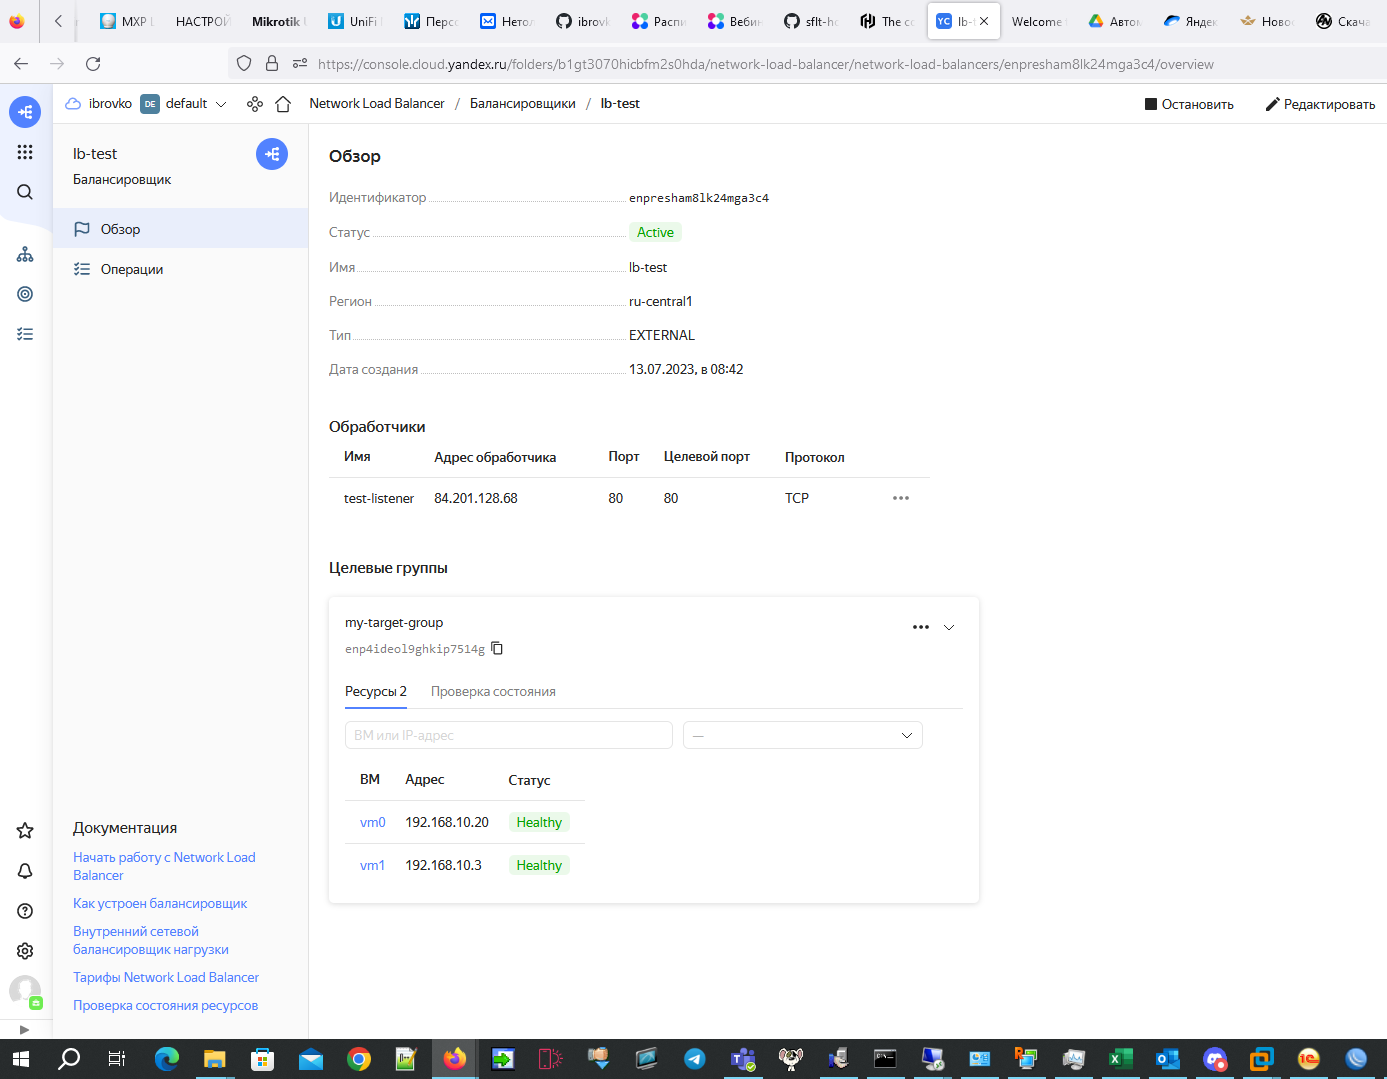 MXP L
НАСТРОЙ
Mikrotik
UniFi
Персо
Нетол
ibrovk
Распи
Вебин
sflt-ho
The co
lb-t sflt
Welcome
Автом
Яндек
Ново
Скача
https://console.cloud.yandex.ru/folders/b1gt3070hicbfm2s0hda/network-load-balancer/network-load-balancers/enpresham8lk24mga3c4/overview
ibrovko DE default Network Load Balancer / Балансировщики / lb-test Остановить Редактировать
lb-test
Балансировщик
Обзор
Операции
Обзор
Идентификатор enpresham8lk24mga3c4
Статус Active
Имя lb-test
Регион ru-central1
Тип EXTERNAL
Дата создания 13.07.2023, в 08:42
Обработчики
Имя Адрес обработчика Порт Целевой порт Протокол
test-listener 84.201.128.68 80 80 TCP
Целевые группы
my-target-group
enp4ideol9ghkip7514g
Ресурсы 2 Проверка состояния
ВМ или IP-адрес —
ВМ Адрес Статус
vm0 192.168.10.20 Healthy
vm1 192.168.10.3 Healthy
Документация
Начать работу с Network Load
Balancer
Как устроен балансировщик
Внутренний сетевой
балансировщик нагрузки
Тарифы Network Load Balancer
Проверка состояния ресурсов